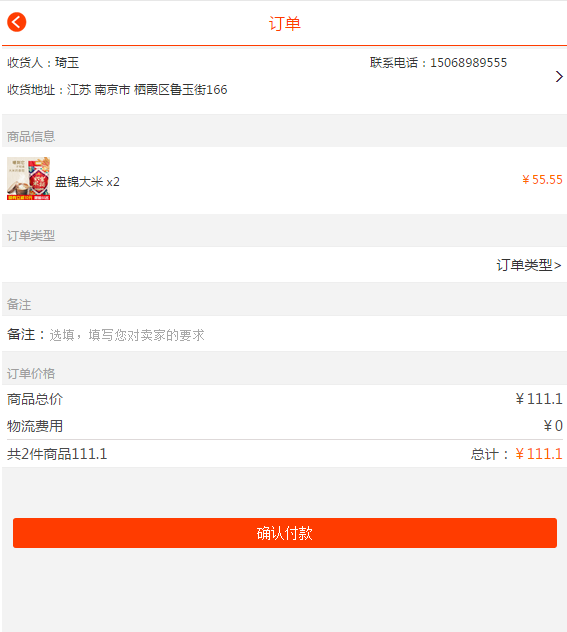 订单
收货人：琦玉 联系电话：15068989555
收货地址：江苏 南京市 栖霞区鲁玉街166
商品信息
盘锦大米 x2 ￥55.55
订单类型
订单类型>
备注
备注：选填，填写您对卖家的要求
订单价格
商品总价 ￥111.1
物流费用 ￥0
共2件商品111.1 总计：￥111.1
确认付款